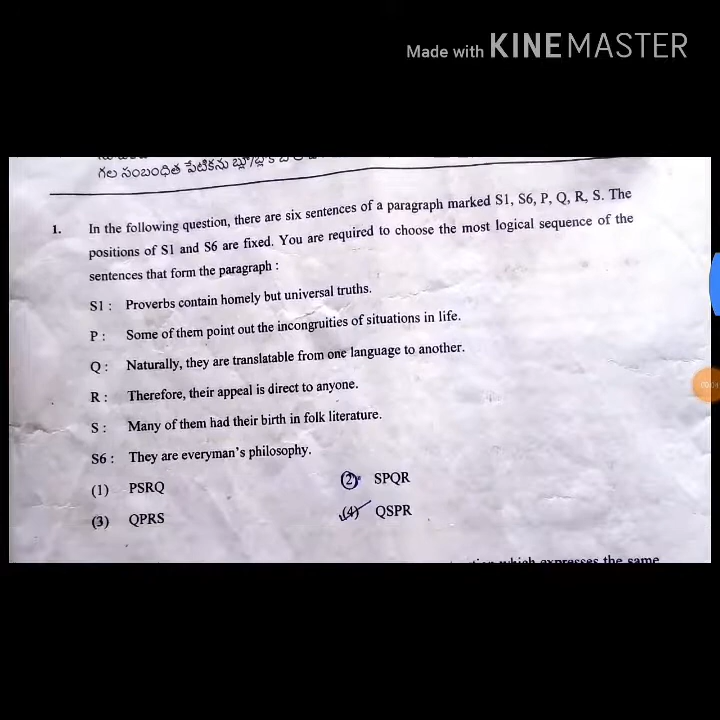 Made with KINEMASTER
గల సంబంధిత పేటికను బ్లూ/బ్లాక్
1. In the following question, there are six sentences of a paragraph marked S1, S6, P, Q, R, S. The
positions of S1 and S6 are fixed. You are required to choose the most logical sequence of the
sentences that form the paragraph :
S1 : Proverbs contain homely but universal truths.
P : Some of them point out the incongruities of situations in life.
Q : Naturally, they are translatable from one language to another.
R : Therefore, their appeal is direct to anyone.
S : Many of them had their birth in folk literature.
S6 : They are everyman's philosophy.
(1) PSRQ (2) SPQR
(3) QPRS (4) QSPR
which expresses the same